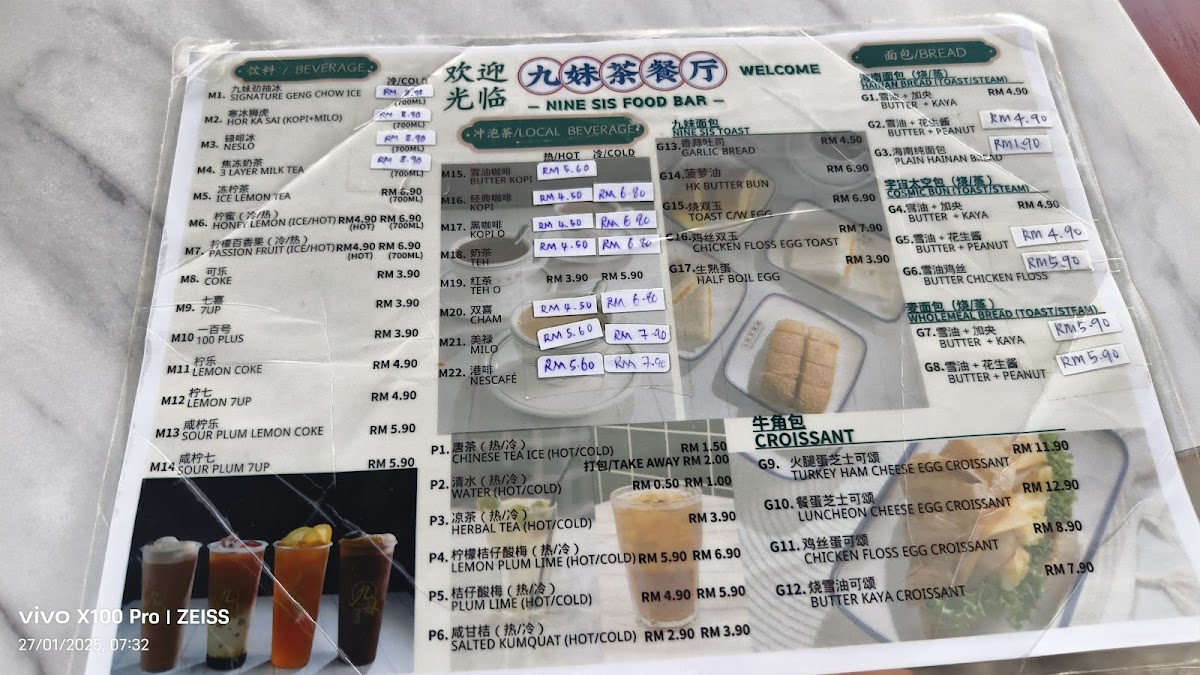 饮料 / BEVERAGE
冷/COLD
M1. 九妹劲抽冰 RM 8.90
SIGNATURE GENG CHOW ICE (700ML)
M2. 寒冰狮虎 RM 8.90
HOR KA SAI (KOPI+MILO) (700ML)
M3. 碌啡冰 RM 8.90
NESLO (700ML)
M4. 焦冻奶茶 RM 8.90
3 LAYER MILK TEA (700ML)
M5. 冻柠茶 RM 6.90
ICE LEMON TEA (700ML)
M6. 柠蜜 (冷/热)
HONEY LEMON (ICE/HOT) RM4.90 RM 6.90
(HOT) (700ML)
M7. 柠檬百香果 (冷/热)
PASSION FRUIT (ICE/HOT) RM4.90 RM 6.90
(HOT) (700ML)
M8. 可乐 RM 3.90
COKE
M9. 七喜 RM 3.90
7UP
M10 一百号 RM 3.90
100 PLUS
M11 柠乐 RM 4.90
LEMON COKE
M12 柠七 RM 4.90
LEMON 7UP
M13 咸柠乐 RM 5.90
SOUR PLUM LEMON COKE
M14 咸柠七 RM 5.90
SOUR PLUM 7UP
欢迎
光临
九妹茶餐厅
– NINE SIS FOOD BAR –
WELCOME
冲泡茶/LOCAL BEVERAGE
热/HOT 冷/COLD
M15. 雪油咖啡 RM 5.60
BUTTER KOPI
M16. 经典咖啡 RM 4.50 RM 6.80
KOPI
M17. 黑咖啡 RM 4.50 RM 6.80
KOPI O
M18. 奶茶 RM 4.50 RM 6.80
TEH
M19. 红茶 RM 3.90 RM 5.90
TEH O
M20. 双喜 RM 4.50 RM 6.80
CHAM
M21. 美禄 RM 5.60 RM 7.90
MILO
M22. 港啡 RM 5.60 RM 7.90
NESCAFÉ
九妹面包
NINE SIS TOAST
G13. 香蒜吐司 RM 4.50
GARLIC BREAD
G14. 菠萝油 RM 6.90
HK BUTTER BUN
G15. 烧双玉 RM 6.90
TOAST C/W EGG
G16. 鸡丝双玉 RM 7.90
CHICKEN FLOSS EGG TOAST
G17. 生熟蛋 RM 3.90
HALF BOIL EGG
面包/BREAD
海南面包 (烧/蒸)
HAINAN BREAD (TOAST/STEAM)
G1. 雪油 + 加央 RM 4.90
BUTTER + KAYA
G2. 雪油 + 花生酱 RM 4.90
BUTTER + PEANUT
G3. 海南纯面包 RM1.90
PLAIN HAINAN BREAD
宇宙太空包 (烧/蒸)
COSMIC BUN (TOAST/STEAM)
G4. 雪油 + 加央 RM 4.90
BUTTER + KAYA
G5. 雪油 + 花生酱 RM 4.90
BUTTER + PEANUT
G6. 雪油鸡丝 RM5.90
BUTTER CHICKEN FLOSS
麦面包 (烧/蒸)
WHOLEMEAL BREAD (TOAST/STEAM)
G7. 雪油 + 加央 RM5.90
BUTTER + KAYA
G8. 雪油 + 花生酱 RM5.90
BUTTER + PEANUT
P1. 唐茶 (热/冷) RM 1.50
CHINESE TEA ICE (HOT/COLD)
打包/TAKE AWAY RM 2.00
P2. 清水 (热/冷) RM 0.50 RM 1.00
WATER (HOT/COLD)
P3. 凉茶 (热/冷) RM 3.90
HERBAL TEA (HOT/COLD)
P4. 柠檬桔仔酸梅 (热/冷)
LEMON PLUM LIME (HOT/COLD) RM 5.90 RM 6.90
P5. 桔仔酸梅 (热/冷) RM 4.90 RM 5.90
PLUM LIME (HOT/COLD)
P6. 咸甘桔 (热/冷)
SALTED KUMQUAT (HOT/COLD) RM 2.90 RM 3.90
牛角包
CROISSANT
G9. 火腿蛋芝士可颂 RM 11.90
TURKEY HAM CHEESE EGG CROISSANT
G10. 餐蛋芝士可颂 RM 12.90
LUNCHEON CHEESE EGG CROISSANT
G11. 鸡丝蛋可颂 RM 8.90
CHICKEN FLOSS EGG CROISSANT
G12. 烧雪油可颂 RM 7.90
BUTTER KAYA CROISSANT
vivo X100 Pro | ZEISS
27/01/2025, 07:32